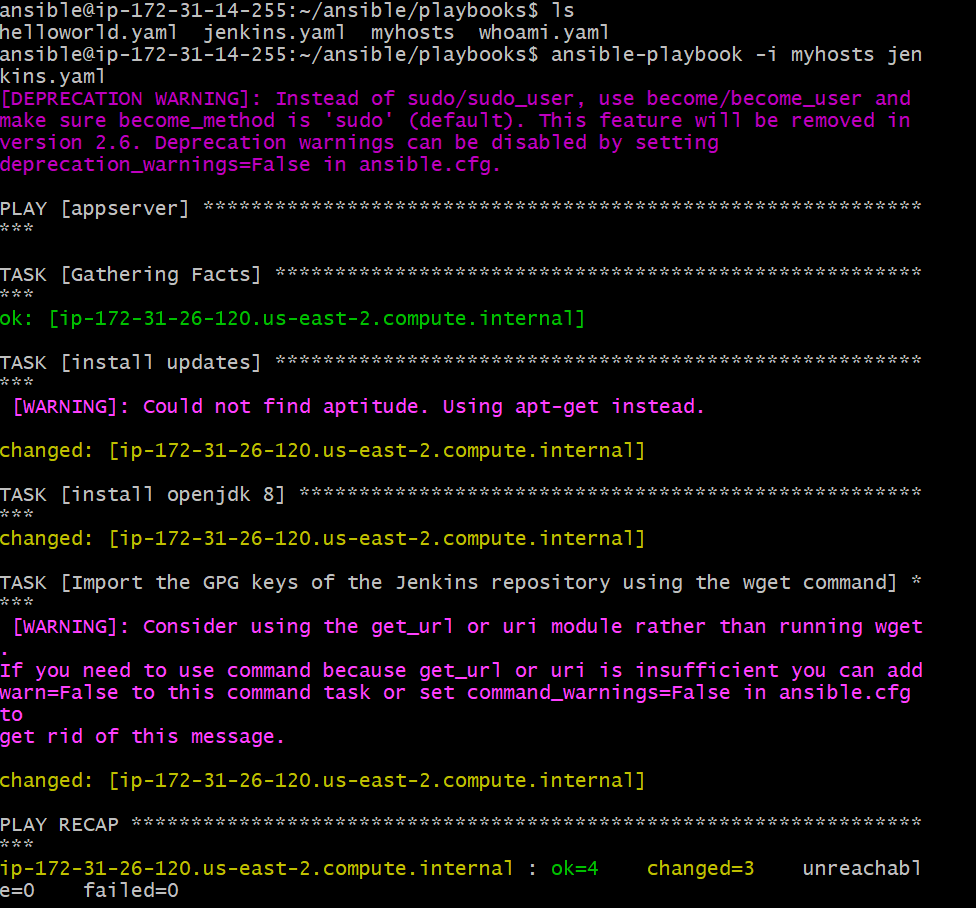 ansible@ip-172-31-14-255:~/ansible/playbooks$ ls
helloworld.yaml  jenkins.yaml  myhosts  whoami.yaml
ansible@ip-172-31-14-255:~/ansible/playbooks$ ansible-playbook -i myhosts jen
kins.yaml
[DEPRECATION WARNING]: Instead of sudo/sudo_user, use become/become_user and
make sure become_method is 'sudo' (default). This feature will be removed in
version 2.6. Deprecation warnings can be disabled by setting
deprecation_warnings=False in ansible.cfg.
PLAY [appserver] ************************************************************
***
TASK [Gathering Facts] ******************************************************
***
ok: [ip-172-31-26-120.us-east-2.compute.internal]
TASK [install updates] ******************************************************
***
 [WARNING]: Could not find aptitude. Using apt-get instead.
changed: [ip-172-31-26-120.us-east-2.compute.internal]
TASK [install openjdk 8] ****************************************************
***
changed: [ip-172-31-26-120.us-east-2.compute.internal]
TASK [Import the GPG keys of the Jenkins repository using the wget command] *
***
 [WARNING]: Consider using the get_url or uri module rather than running wget
.
If you need to use command because get_url or uri is insufficient you can add
warn=False to this command task or set command_warnings=False in ansible.cfg
to
get rid of this message.
changed: [ip-172-31-26-120.us-east-2.compute.internal]
PLAY RECAP ******************************************************************
***
ip-172-31-26-120.us-east-2.compute.internal : ok=4    changed=3    unreachabl
e=0    failed=0